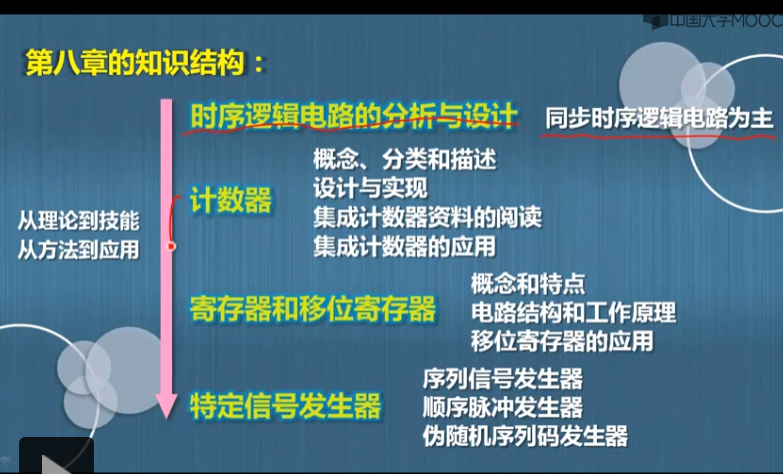 中国大学MOOC
第八章的知识结构：
时序逻辑电路的分析与设计 同步时序逻辑电路为主
概念、分类和描述
计数器 设计与实现
从理论到技能 集成计数器资料的阅读
从方法到应用 集成计数器的应用
概念和特点
寄存器和移位寄存器 电路结构和工作原理
移位寄存器的应用
序列信号发生器
特定信号发生器 顺序脉冲发生器
伪随机序列码发生器